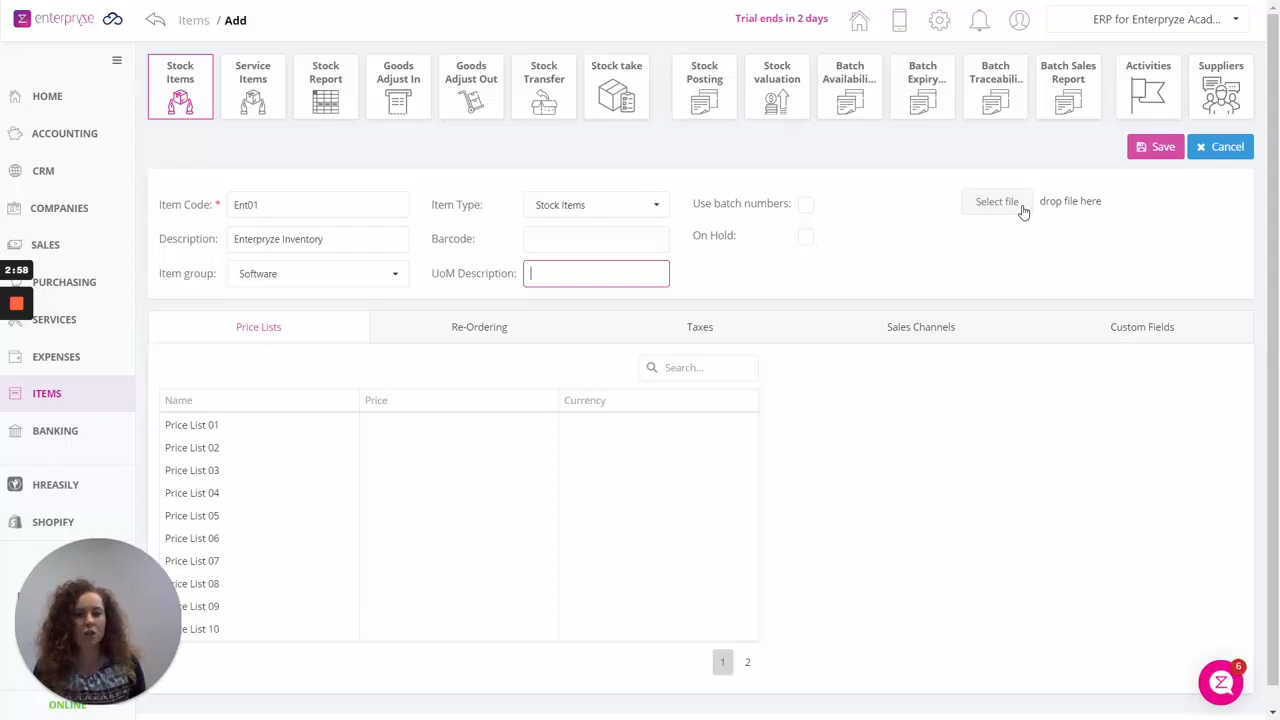 enterpryze
Items / Add
Trial ends in 2 days
ERP for Enterpryze Acad...
Stock Items
Service Items
Stock Report
Goods Adjust In
Goods Adjust Out
Stock Transfer
Stock take
Stock Posting
Stock valuation
Batch Availabili...
Batch Expiry...
Batch Traceabili...
Batch Sales Report
Activities
Suppliers
HOME
ACCOUNTING
CRM
COMPANIES
SALES
2:58
PURCHASING
SERVICES
EXPENSES
ITEMS
BANKING
HREASILY
SHOPIFY
ONLINE
Save
Cancel
Item Code: * Ent01
Description: Enterpryze Inventory
Item group: Software
Item Type: Stock Items
Barcode:
UoM Description:
Use batch numbers:
On Hold:
Select file
drop file here
Price Lists
Re-Ordering
Taxes
Sales Channels
Custom Fields
Search...
Name Price Currency
Price List 01
Price List 02
Price List 03
Price List 04
Price List 05
Price List 06
Price List 07
Price List 08
ce List 09
List 10
1 2
6